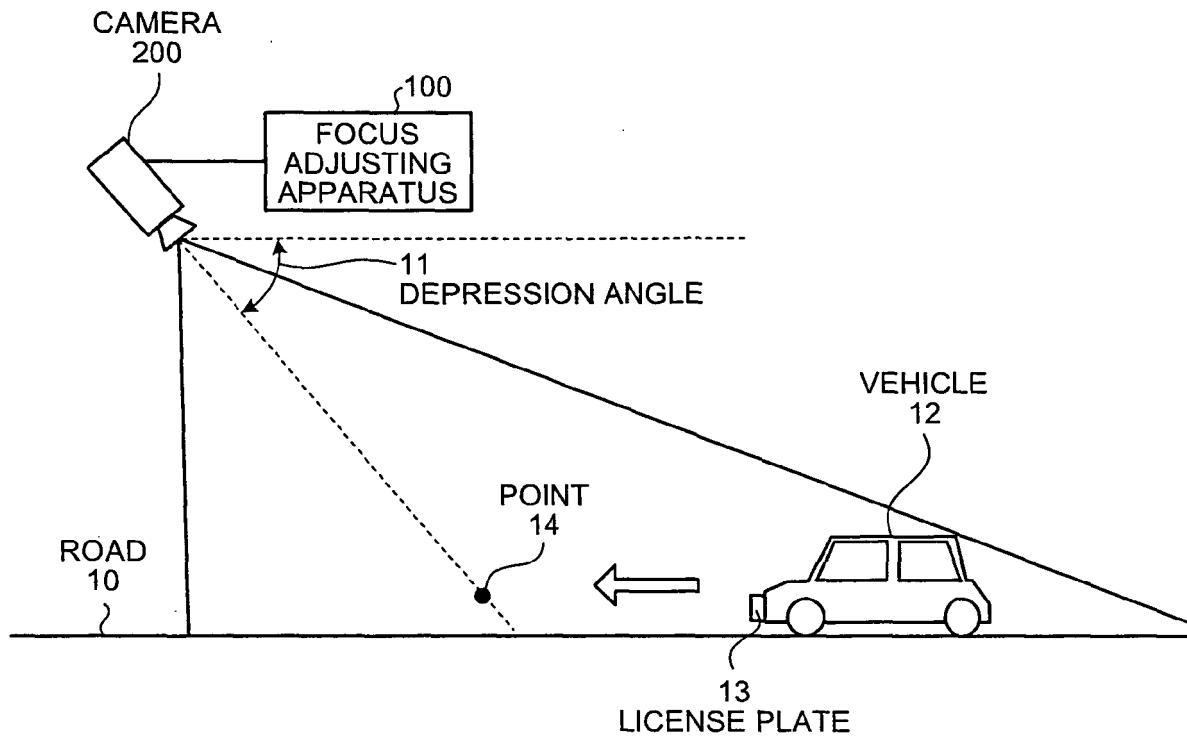 CAMERA
200
100
FOCUS
ADJUSTING
APPARATUS
11
DEPRESSION ANGLE
VEHICLE
12
POINT
14
ROAD
10
13
LICENSE PLATE